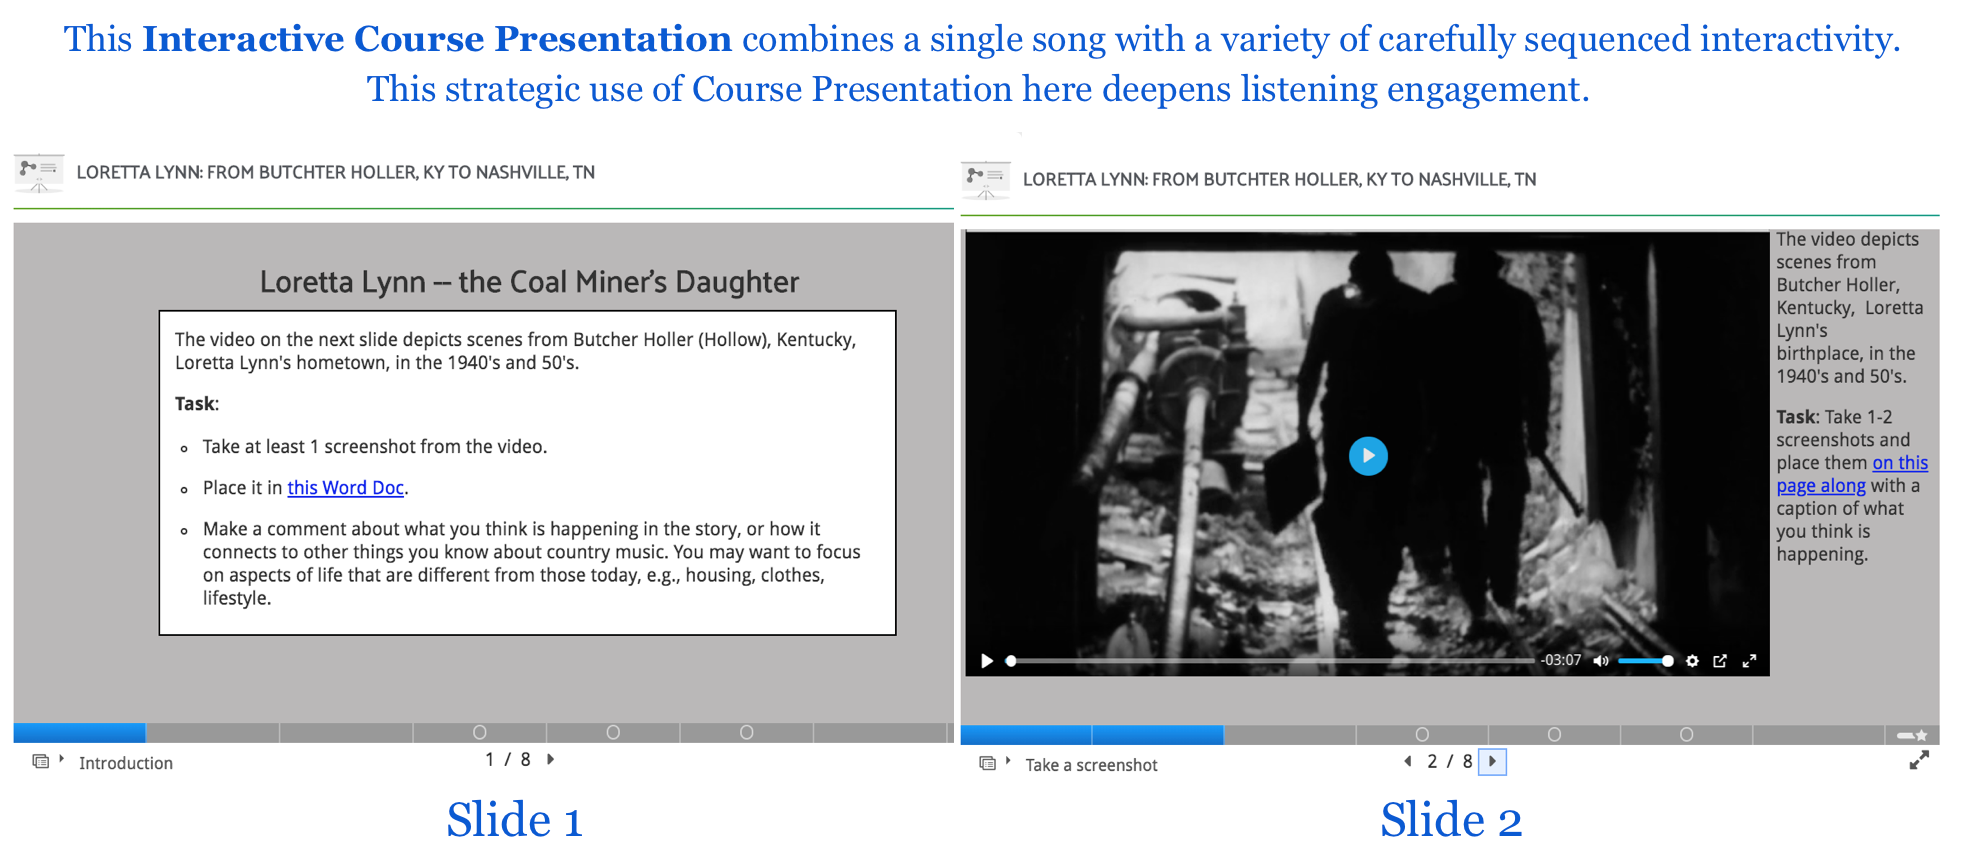 This Interactive Course Presentation combines a single song with a variety of carefully sequenced interactivity.
This strategic use of Course Presentation here deepens listening engagement.
LORETTA LYNN: FROM BUTCHTER HOLLER, KY TO NASHVILLE, TN
Loretta Lynn -- the Coal Miner's Daughter
The video on the next slide depicts scenes from Butcher Holler (Hollow), Kentucky,
Loretta Lynn's hometown, in the 1940's and 50's.
Task:
Take at least 1 screenshot from the video.
Place it in this Word Doc.
Make a comment about what you think is happening in the story, or how it
connects to other things you know about country music. You may want to focus
on aspects of life that are different from those today, e.g., housing, clothes,
lifestyle.
Introduction
1 / 8
Slide 1
LORETTA LYNN: FROM BUTCHTER HOLLER, KY TO NASHVILLE, TN
The video depicts
scenes from
Butcher Holler,
Kentucky, Loretta
Lynn's
birthplace, in the
1940's and 50's.
Task: Take 1-2
screenshots and
place them on this
page along with a
caption of what
you think is
happening.
-03:07
Take a screenshot
2 / 8
Slide 2